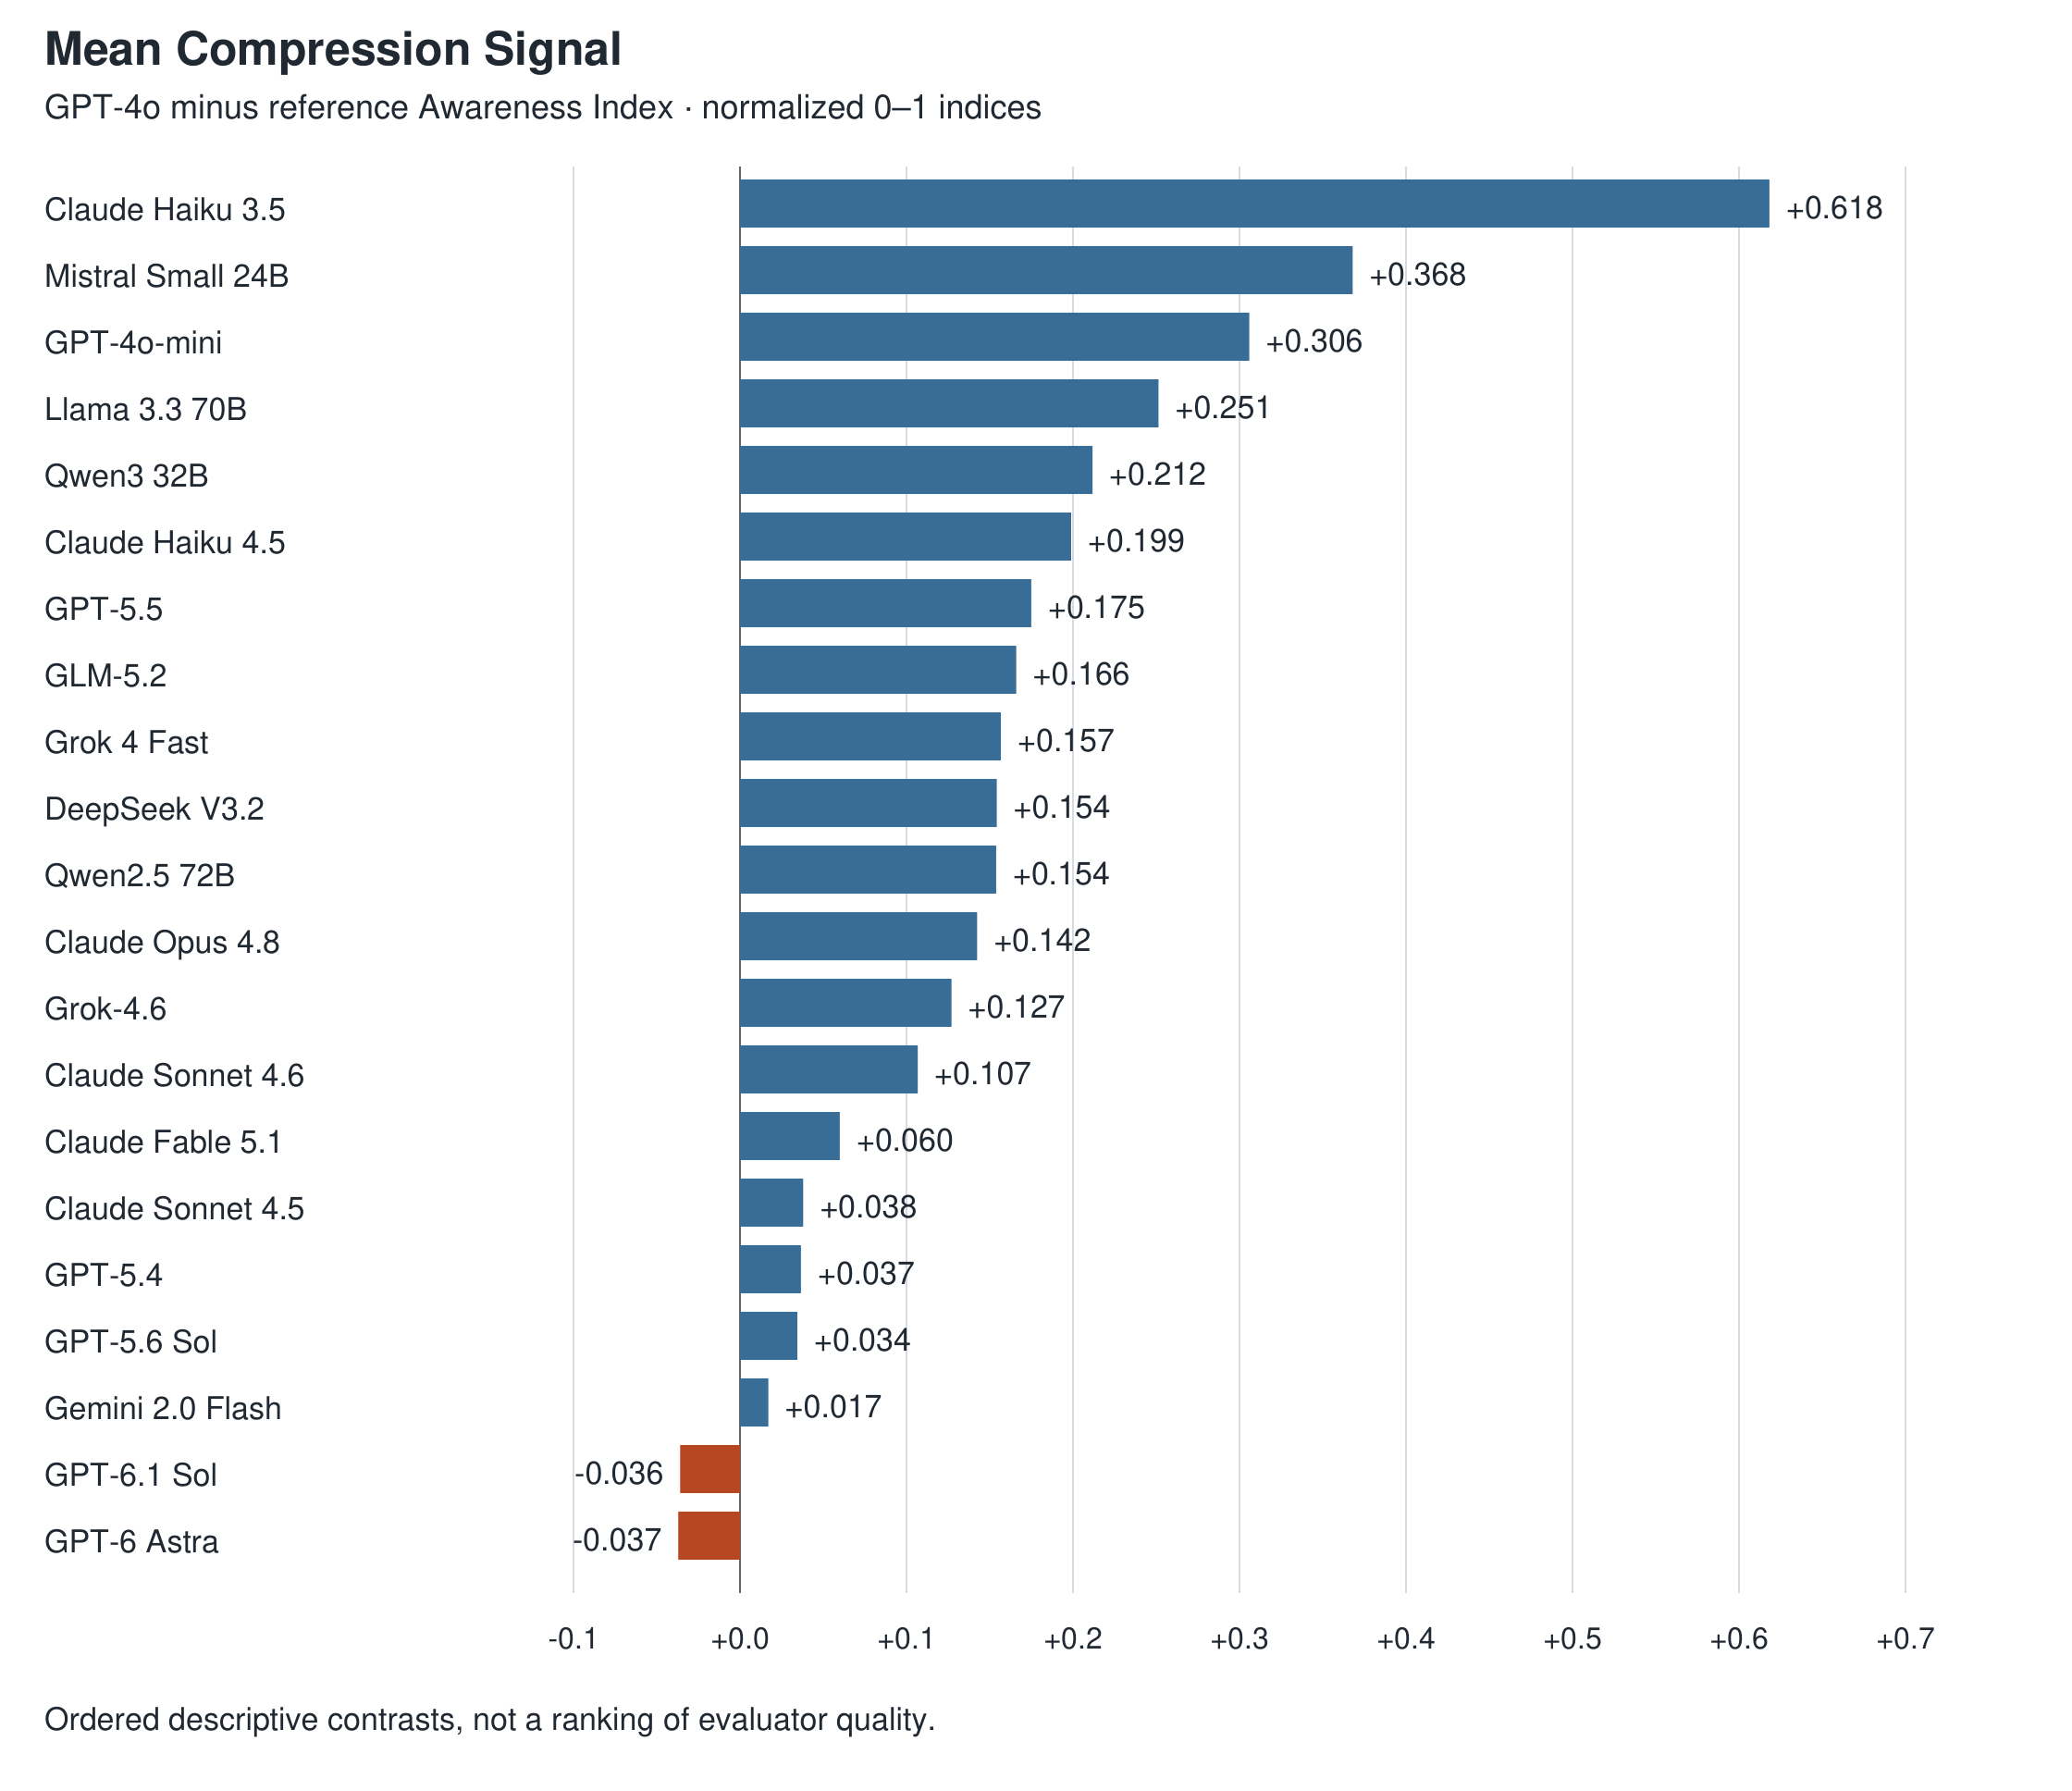 Mean Compression Signal
GPT-4o minus reference Awareness Index · normalized 0–1 indices
Claude Haiku 3.5 +0.618
Mistral Small 24B +0.368
GPT-4o-mini +0.306
Llama 3.3 70B +0.251
Qwen3 32B +0.212
Claude Haiku 4.5 +0.199
GPT-5.5 +0.175
GLM-5.2 +0.166
Grok 4 Fast +0.157
DeepSeek V3.2 +0.154
Qwen2.5 72B +0.154
Claude Opus 4.8 +0.142
Grok-4.6 +0.127
Claude Sonnet 4.6 +0.107
Claude Fable 5.1 +0.060
Claude Sonnet 4.5 +0.038
GPT-5.4 +0.037
GPT-5.6 Sol +0.034
Gemini 2.0 Flash +0.017
GPT-6.1 Sol -0.036
GPT-6 Astra -0.037
-0.1 +0.0 +0.1 +0.2 +0.3 +0.4 +0.5 +0.6 +0.7
Ordered descriptive contrasts, not a ranking of evaluator quality.